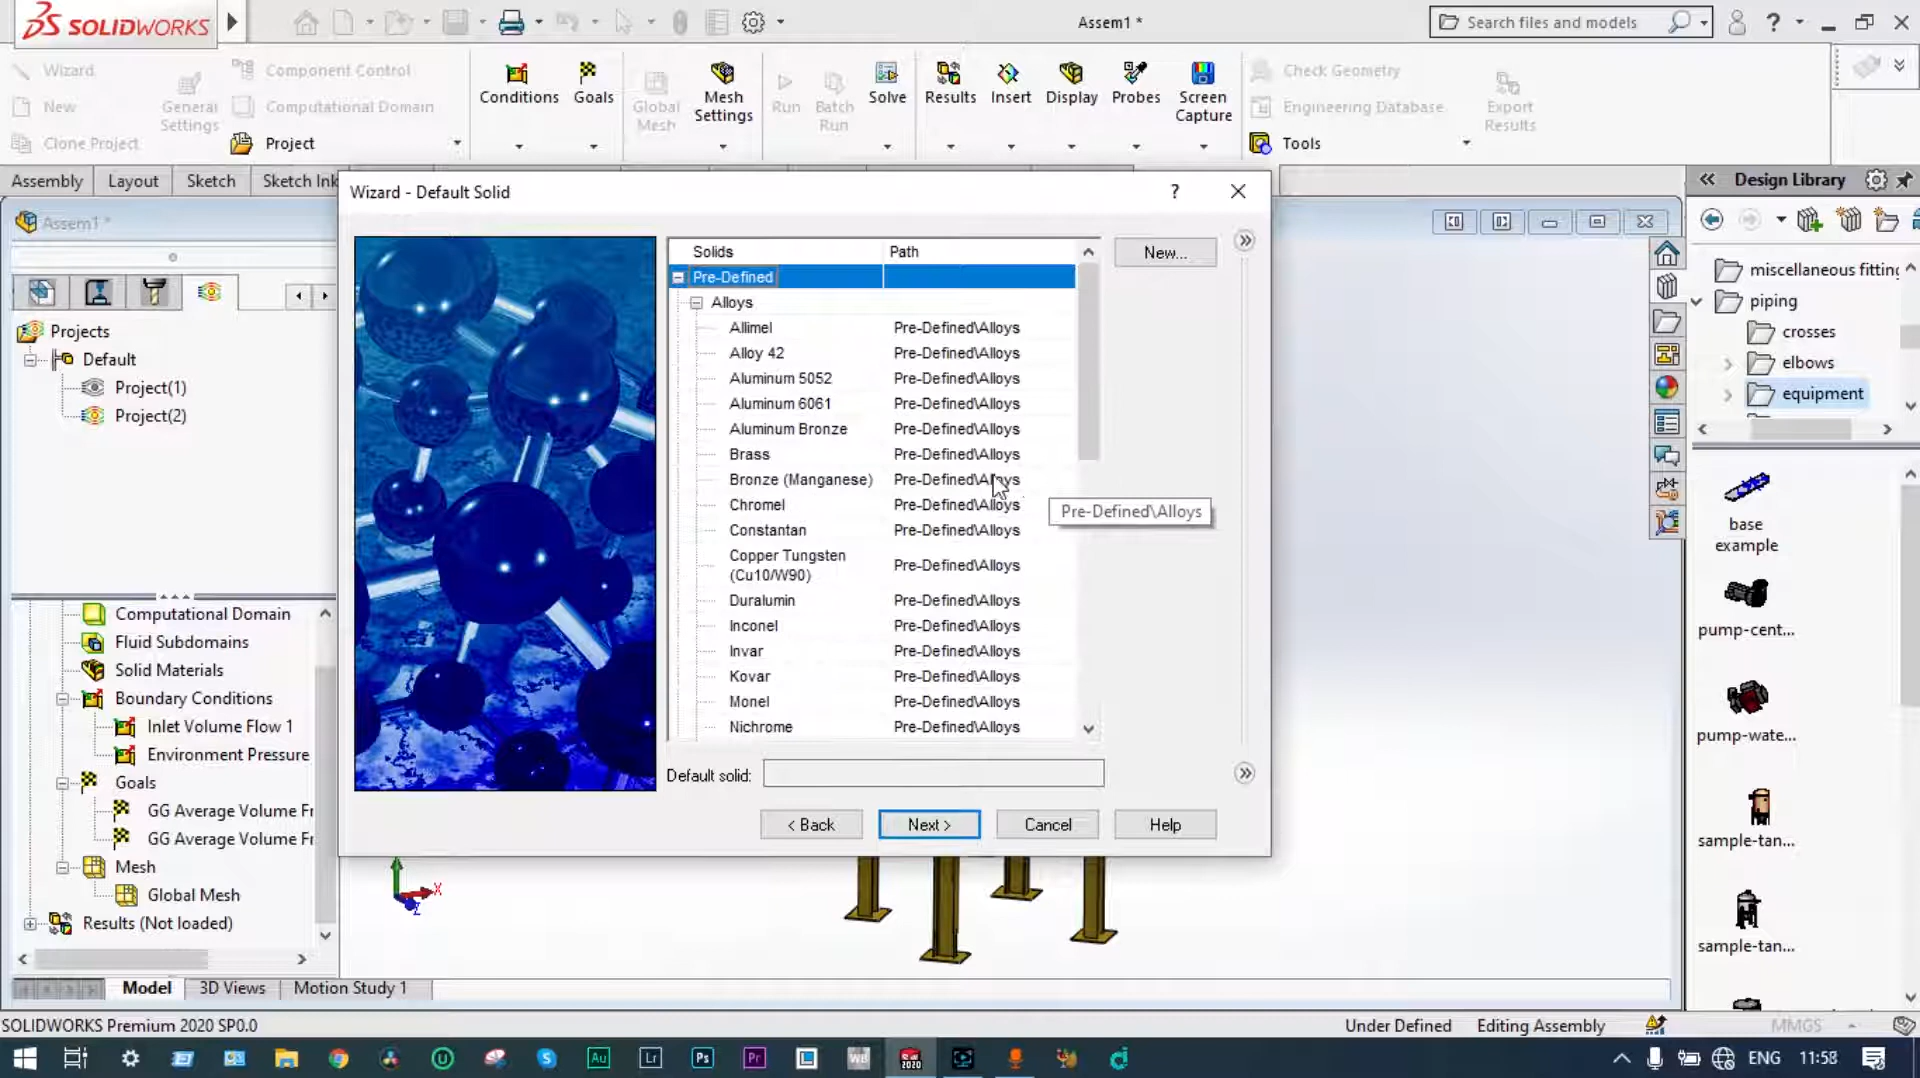 SOLIDWORKS
Assem1 *
Search files and models
Wizard
New
Clone Project
General Settings
Component Control
Computational Domain
Project
Conditions
Goals
Global Mesh
Mesh Settings
Run
Batch Run
Solve
Results
Insert
Display
Probes
Screen Capture
Check Geometry
Engineering Database
Tools
Export Results
Assembly
Layout
Sketch
Sketch Ink
Wizard - Default Solid
Design Library
Assem1 *
Projects
Default
Project(1)
Project(2)
Computational Domain
Fluid Subdomains
Solid Materials
Boundary Conditions
Inlet Volume Flow 1
Environment Pressure
Goals
GG Average Volume Fr
GG Average Volume Fr
Mesh
Global Mesh
Results (Not loaded)
Solids Path
New...
Pre-Defined
Alloys
Allimel Pre-Defined\Alloys
Alloy 42 Pre-Defined\Alloys
Aluminum 5052 Pre-Defined\Alloys
Aluminum 6061 Pre-Defined\Alloys
Aluminum Bronze Pre-Defined\Alloys
Brass Pre-Defined\Alloys
Bronze (Manganese) Pre-Defined\Alloys
Chromel Pre-Defined\Alloys
Pre-Defined\Alloys
Constantan Pre-Defined\Alloys
Copper Tungsten
(Cu10/W90) Pre-Defined\Alloys
Duralumin Pre-Defined\Alloys
Inconel Pre-Defined\Alloys
Invar Pre-Defined\Alloys
Kovar Pre-Defined\Alloys
Monel Pre-Defined\Alloys
Nichrome Pre-Defined\Alloys
Default solid:
< Back
Next >
Cancel
Help
X
Z
miscellaneous fitting
piping
crosses
elbows
equipment
base
example
pump-cent...
pump-wate...
sample-tan...
sample-tan...
Model
3D Views
Motion Study 1
SOLIDWORKS Premium 2020 SP0.0
Under Defined
Editing Assembly
MMGS
Au
Lr
Ps
Pr
WB
2020
ENG
11:58